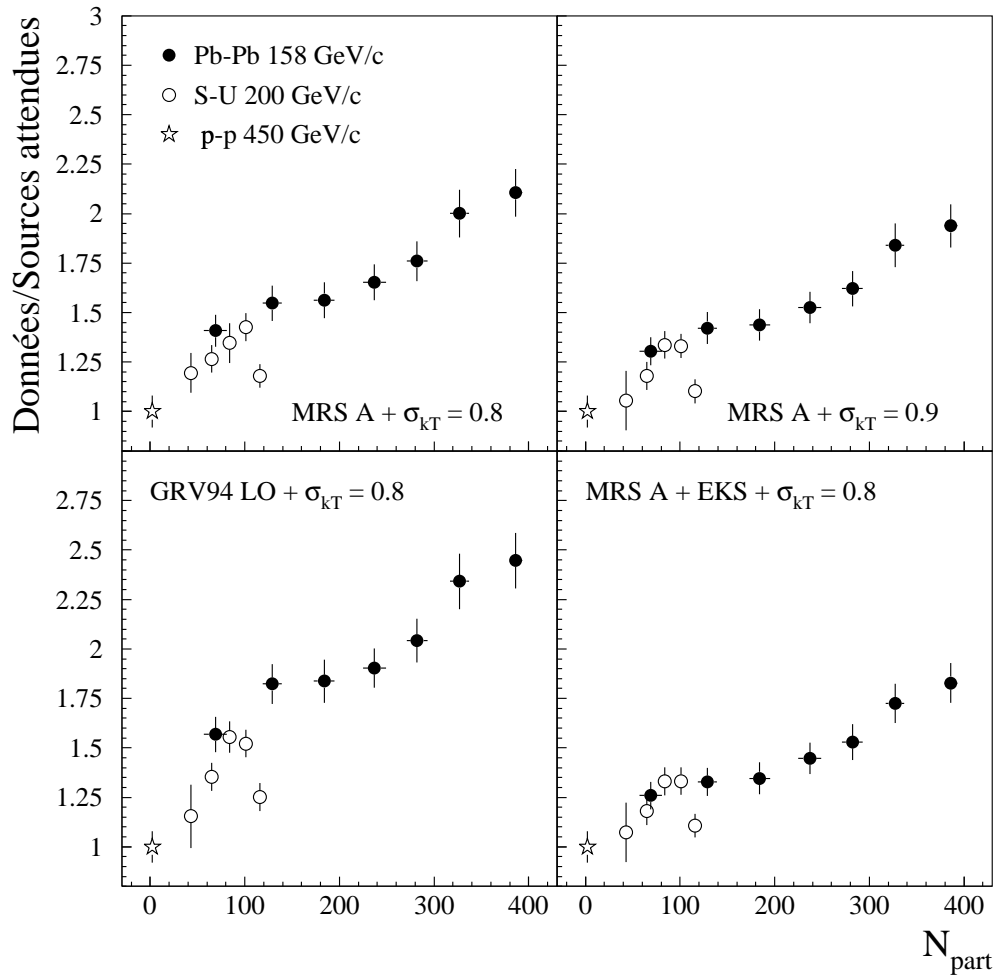 Données/Sources attendues
3
2.75
2.5
2.25
2
1.75
1.5
1.25
1
Pb-Pb 158 GeV/c
S-U 200 GeV/c
p-p 450 GeV/c
MRS A + σkT = 0.8
MRS A + σkT = 0.9
GRV94 LO + σkT = 0.8
MRS A + EKS + σkT = 0.8
2.75
2.5
2.25
2
1.75
1.5
1.25
1
0 100 200 300 400
0 100 200 300 400
Npart